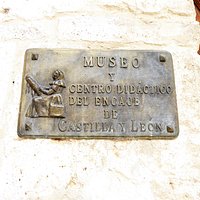 MUSEO
Y
CENTRO DIDÁCTICO
DEL ENCAJE
DE
CASTILLA Y LEÓN